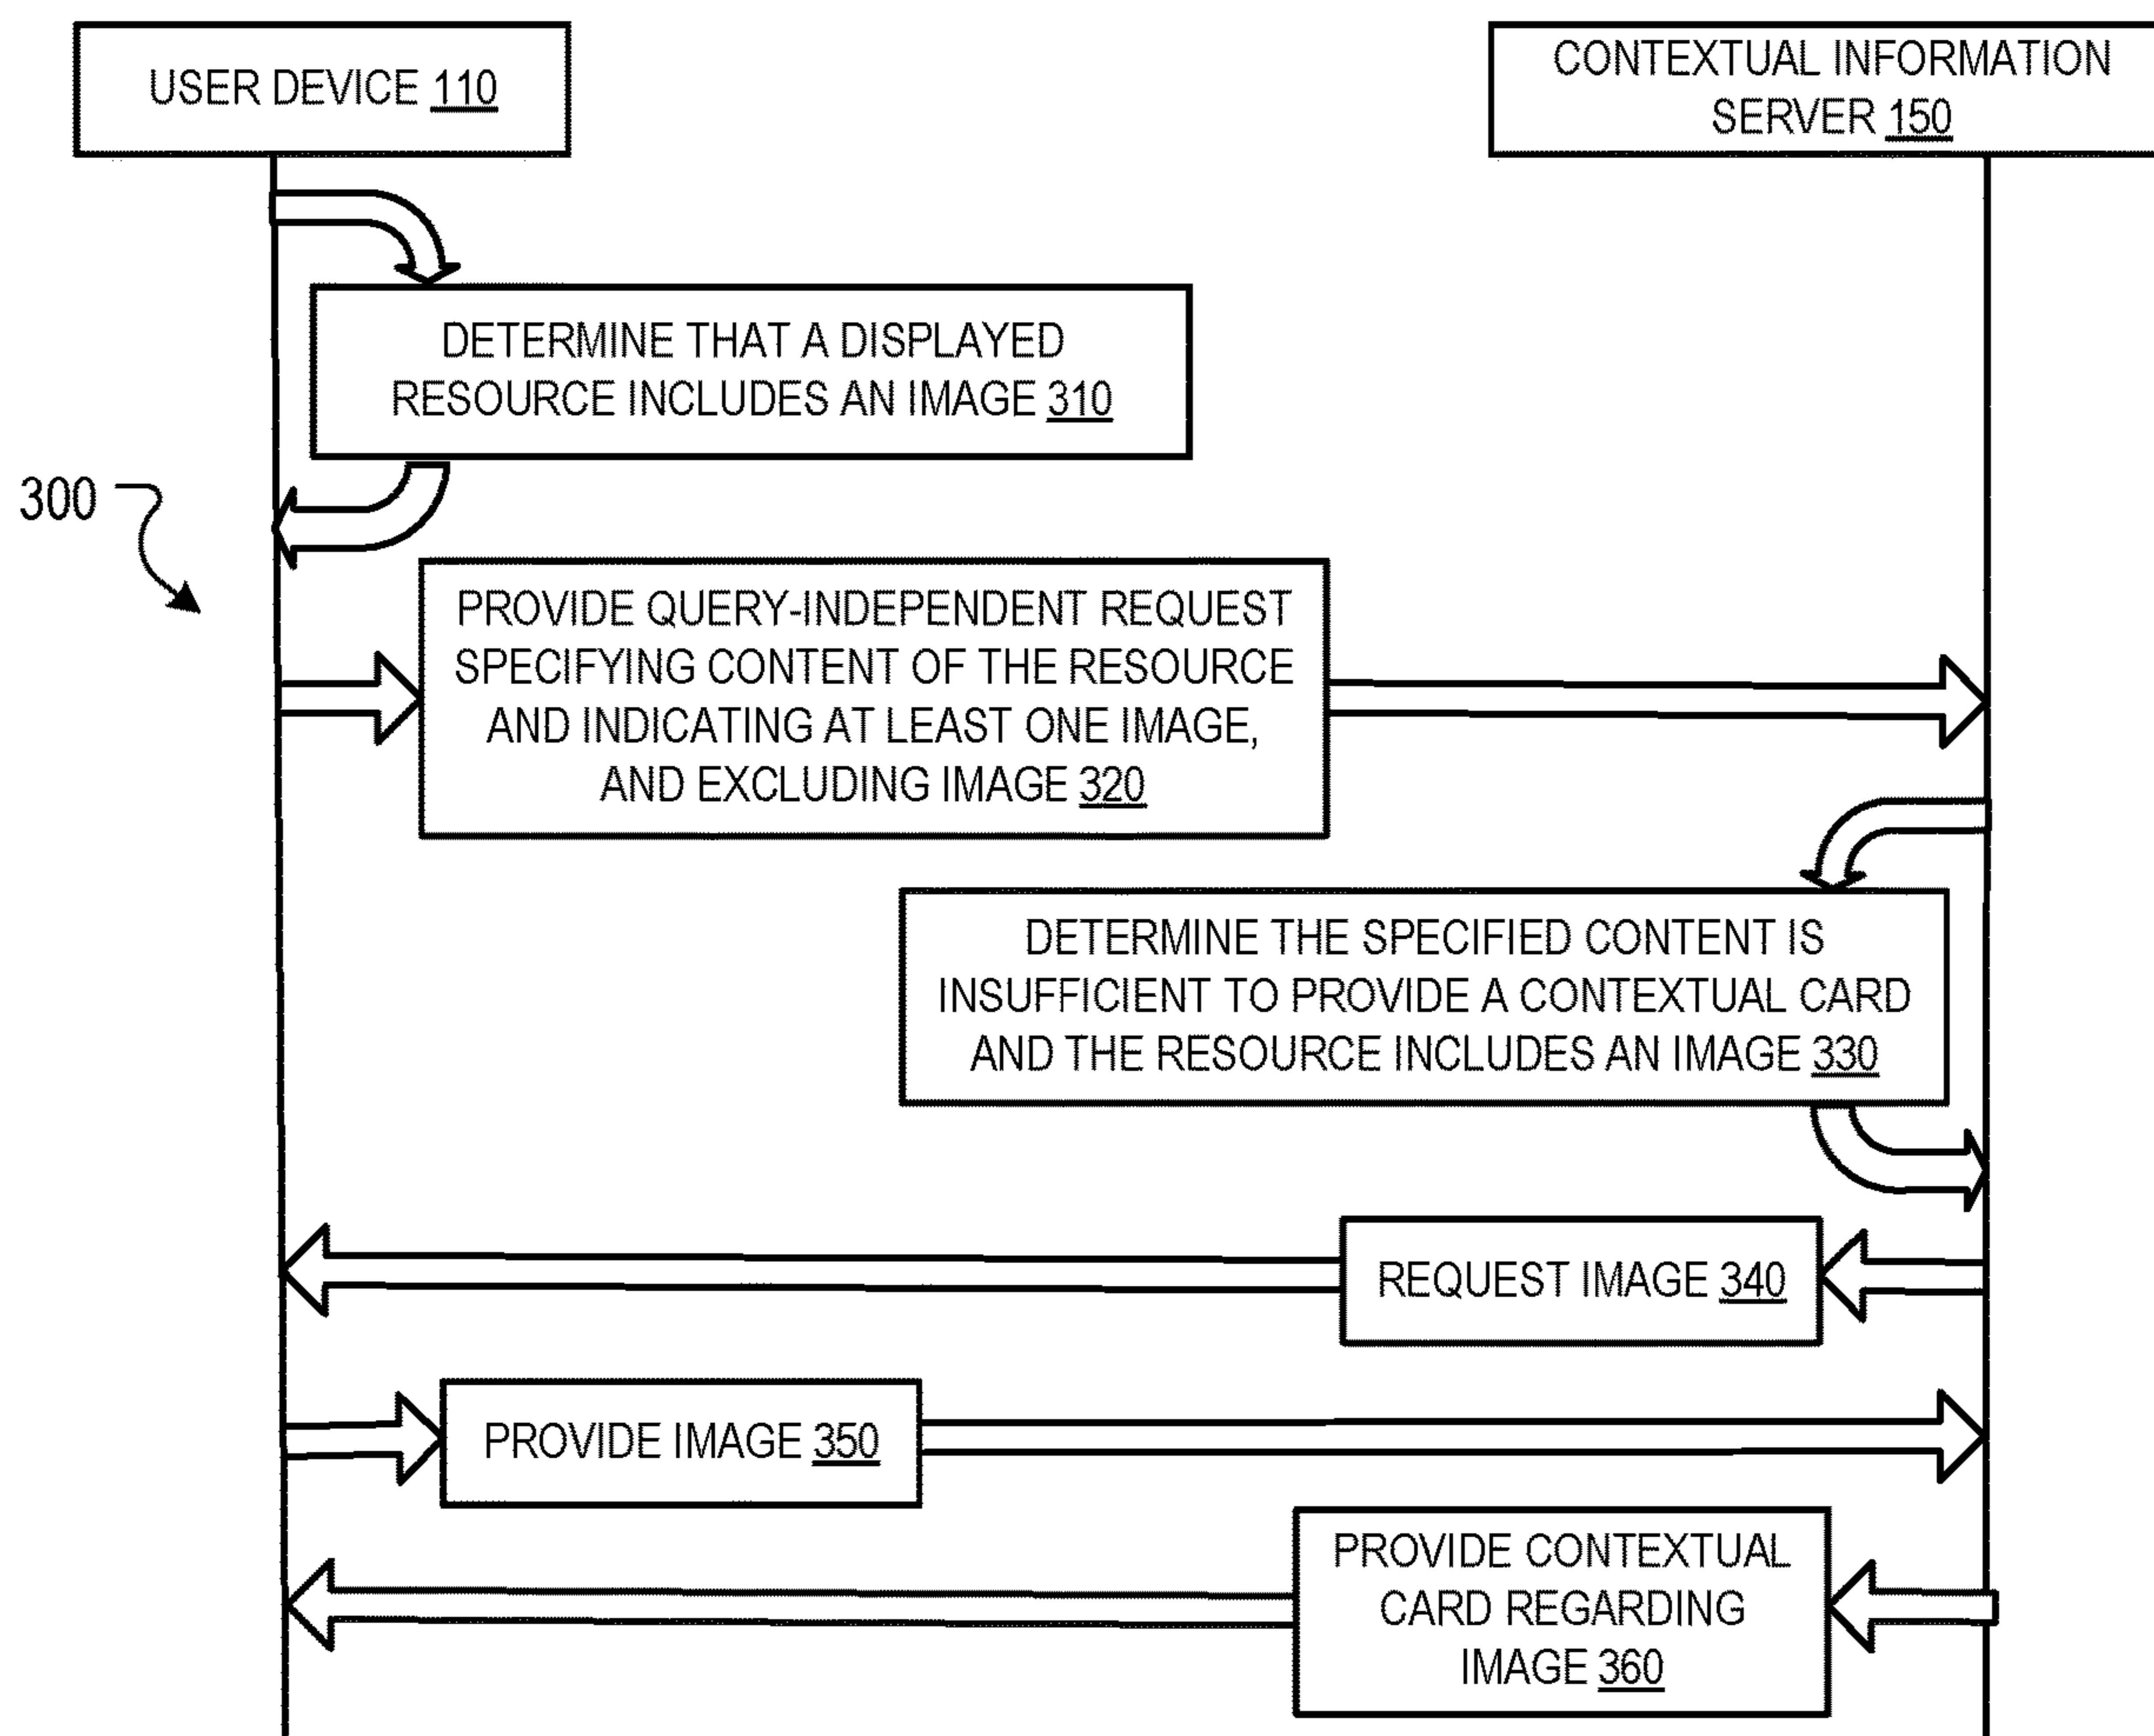 USER DEVICE 110
CONTEXTUAL INFORMATION
SERVER 150
DETERMINE THAT A DISPLAYED
RESOURCE INCLUDES AN IMAGE 310
300
PROVIDE QUERY-INDEPENDENT REQUEST
SPECIFYING CONTENT OF THE RESOURCE
AND INDICATING AT LEAST ONE IMAGE,
AND EXCLUDING IMAGE 320
DETERMINE THE SPECIFIED CONTENT IS
INSUFFICIENT TO PROVIDE A CONTEXTUAL CARD
AND THE RESOURCE INCLUDES AN IMAGE 330
REQUEST IMAGE 340
PROVIDE IMAGE 350
PROVIDE CONTEXTUAL
CARD REGARDING
IMAGE 360